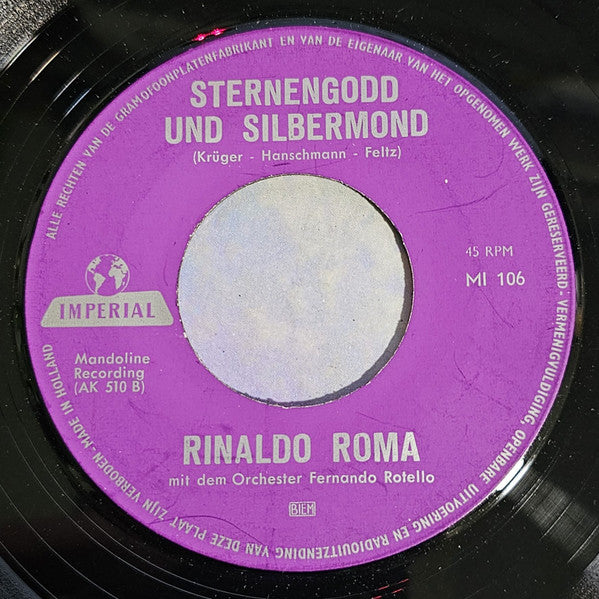 ALLE RECHTEN VAN DE GRAMOFOONPLATENFABRIKANT EN VAN DE EIGENAAR VAN HET OPGENOMEN WERK ZIJN GERESERVEERD - VERMENIGVULDIGING, OPENBARE UITVOERING EN RADIOUITZENDING VAN DEZE PLAAT ZIJN VERBODEN - MADE IN HOLLAND
STERNENGODD
UND SILBERMOND
(Krüger - Hanschmann - Feltz)
45 RPM
MI 106
IMPERIAL
Mandoline
Recording
(AK 510 B)
RINALDO ROMA
mit dem Orchester Fernando Rotello
BIEM